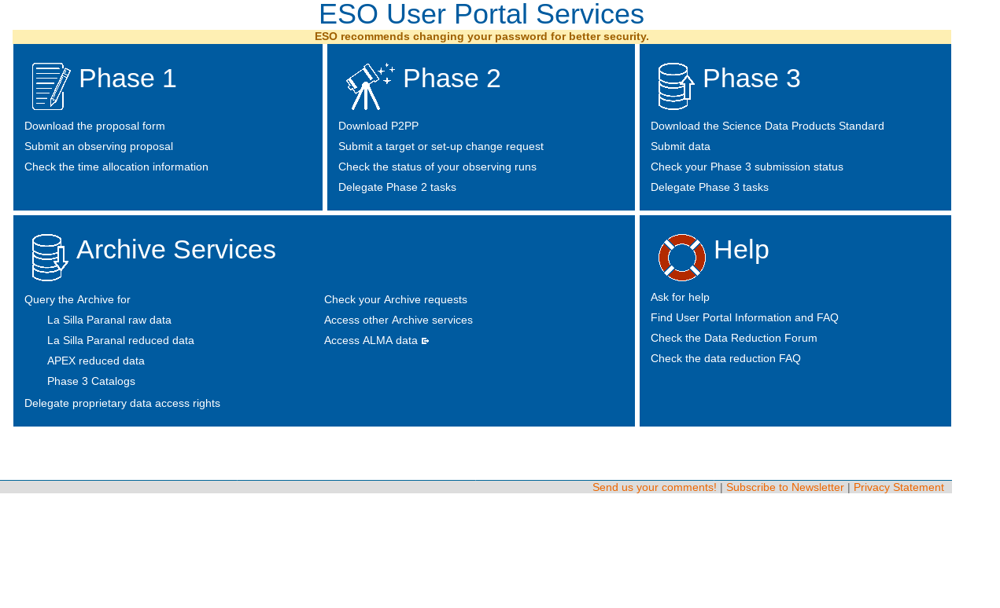 ESO User Portal Services
ESO recommends changing your password for better security.
Phase 1
Download the proposal form
Submit an observing proposal
Check the time allocation information
Phase 2
Download P2PP
Submit a target or set-up change request
Check the status of your observing runs
Delegate Phase 2 tasks
Phase 3
Download the Science Data Products Standard
Submit data
Check your Phase 3 submission status
Delegate Phase 3 tasks
Archive Services
Query the Archive for
La Silla Paranal raw data
La Silla Paranal reduced data
APEX reduced data
Phase 3 Catalogs
Delegate proprietary data access rights
Check your Archive requests
Access other Archive services
Access ALMA data
Help
Ask for help
Find User Portal Information and FAQ
Check the Data Reduction Forum
Check the data reduction FAQ
Send us your comments! | Subscribe to Newsletter | Privacy Statement